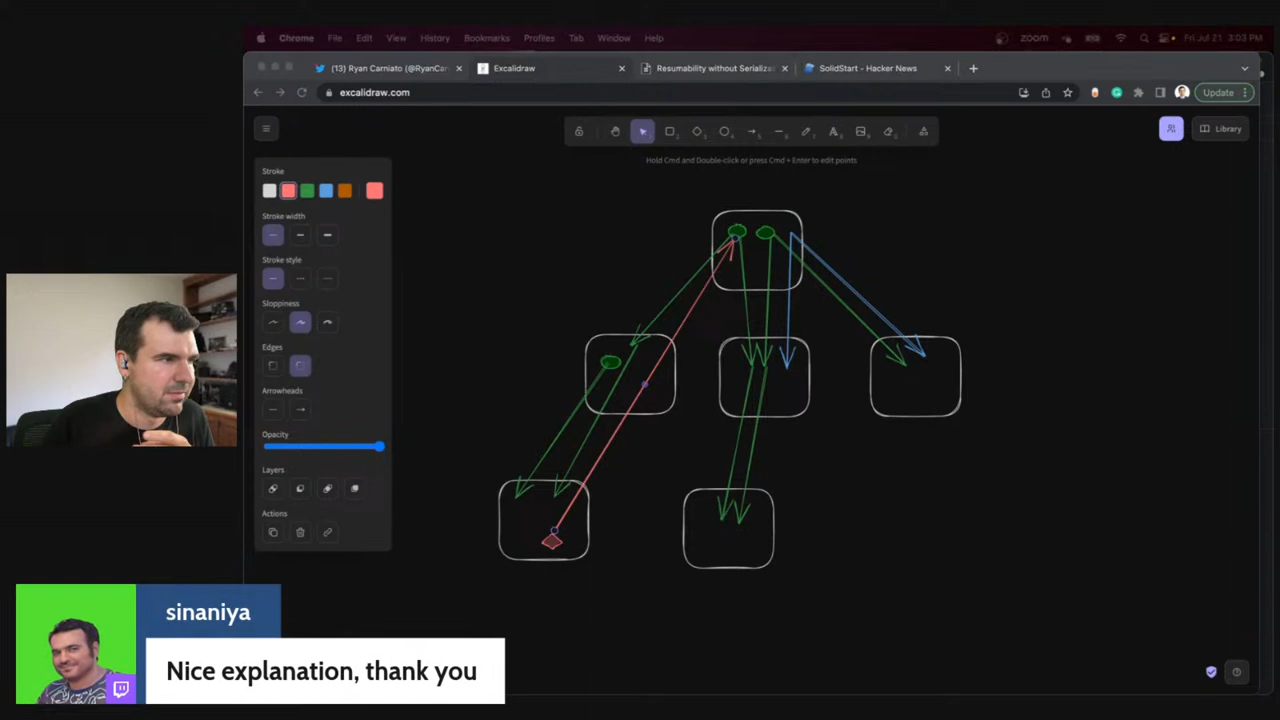 Chrome File Edit View History Bookmarks Profiles Tab Window Help
zoom
Fri Jul 21 3:03 PM
(13) Ryan Carniato (@RyanCar
Excalidraw
Resumability without Serializa
SolidStart - Hacker News
excalidraw.com
Update
Hold Cmd and Double-click or press Cmd + Enter to edit points
Library
Stroke
Stroke width
Stroke style
Sloppiness
Edges
Arrowheads
Opacity
Layers
Actions
sinaniya
Nice explanation, thank you